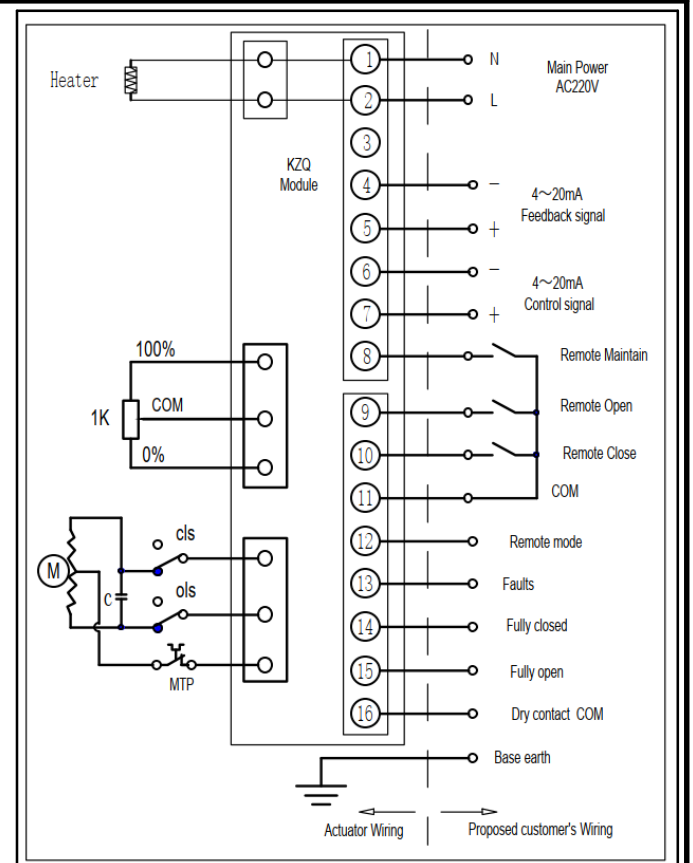 Heater
1
N
Main Power
AC220V
2
L
3
KZQ
Module
4
−
4～20mA
Feedback signal
5
+
6
−
4～20mA
Control signal
7
+
100%
8
Remote Maintain
1K
COM
9
Remote Open
0%
10
Remote Close
11
COM
cls
12
Remote mode
M
C
ols
13
Faults
14
Fully closed
MTP
15
Fully open
16
Dry contact COM
Base earth
Actuator Wiring
Proposed customer's Wiring